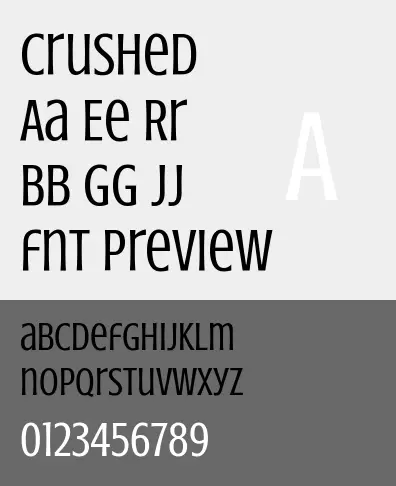 Crushed
Aa Ee Rr
BB GG JJ
A
fnt preview
abcdefghijklm
nopqrstuvwxyz
0123456789